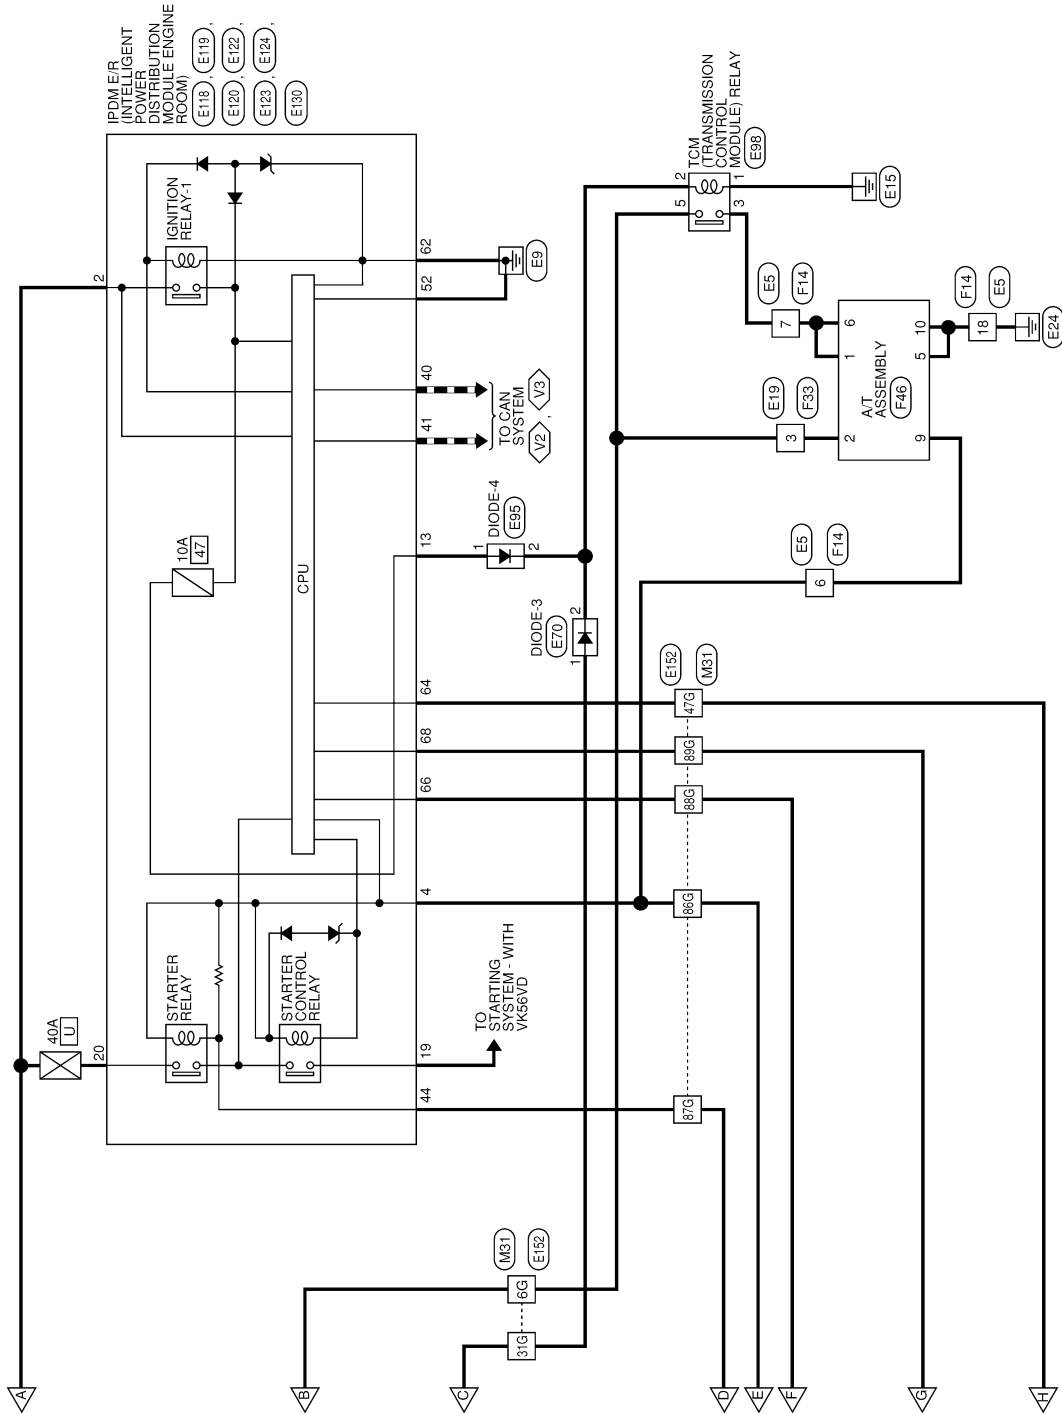 IPDM E/R
(INTELLIGENT
POWER
DISTRIBUTION
MODULE ENGINE
ROOM)
E118 , E119 ,
E120 , E122 ,
E123 , E124 ,
E130
A
40A
U
20
2
STARTER
RELAY
STARTER
CONTROL
RELAY
10A
47
CPU
IGNITION
RELAY-1
44
19
4
66
68
64
13
41
40
52
62
TO
STARTING
SYSTEM - WITH
VK56VD
TO CAN
SYSTEM
V2 , V3
E9
DIODE-4
E95
1
2
DIODE-3
E70
1
2
TCM
(TRANSMISSION
CONTROL
MODULE) RELAY
E98
5
2
3
1
E15
E5
F14
7
E19
F33
3
A/T
ASSEMBLY
F46
2
1
6
9
5
10
F14
E5
18
E24
E5
F14
6
E152
M31
87G
86G
88G
89G
47G
M31
E152
31G
6G
B
C
D
E
F
G
H